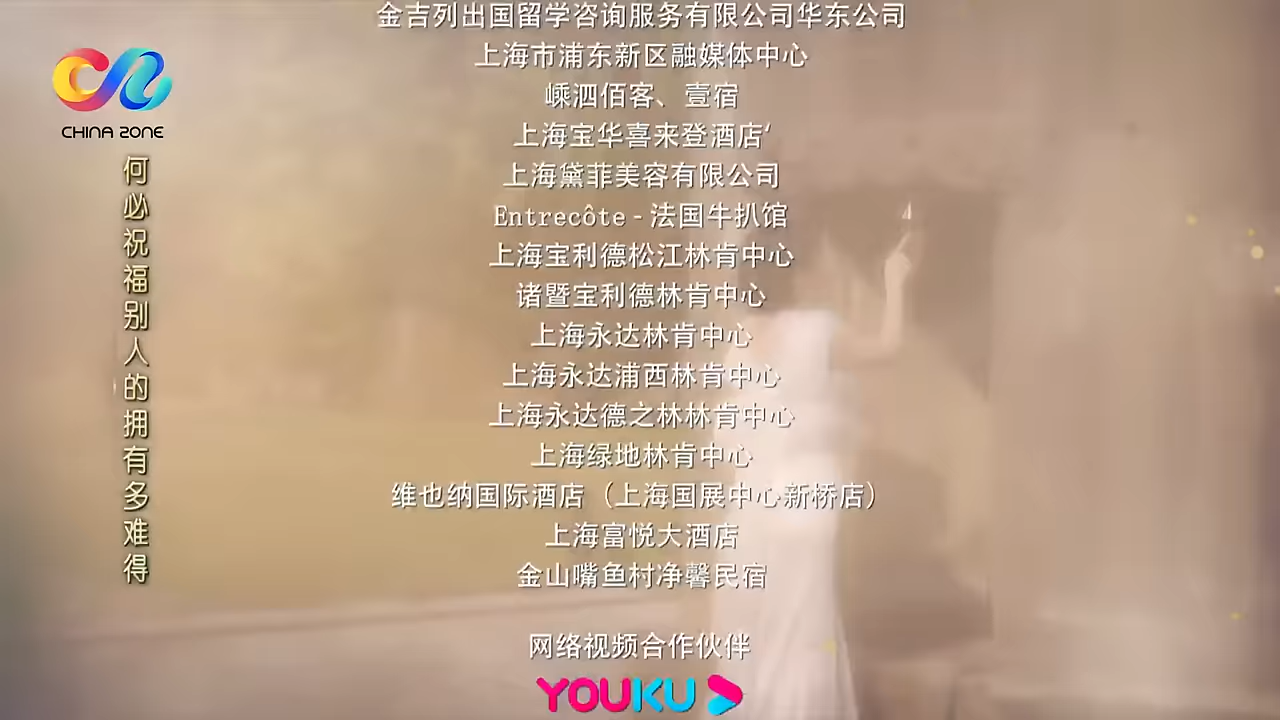 金吉列出国留学咨询服务有限公司华东公司
上海市浦东新区融媒体中心
嵊泗佰客、壹宿
上海宝华喜来登酒店'
上海黛菲美容有限公司
Entrecôte - 法国牛扒馆
上海宝利德松江林肯中心
诸暨宝利德林肯中心
上海永达林肯中心
上海永达浦西林肯中心
上海永达德之林林肯中心
上海绿地林肯中心
维也纳国际酒店（上海国展中心新桥店）
上海富悦大酒店
金山嘴鱼村净馨民宿
网络视频合作伙伴
YOUKU
CHINA ZONE
何必祝福别人的拥有多难得